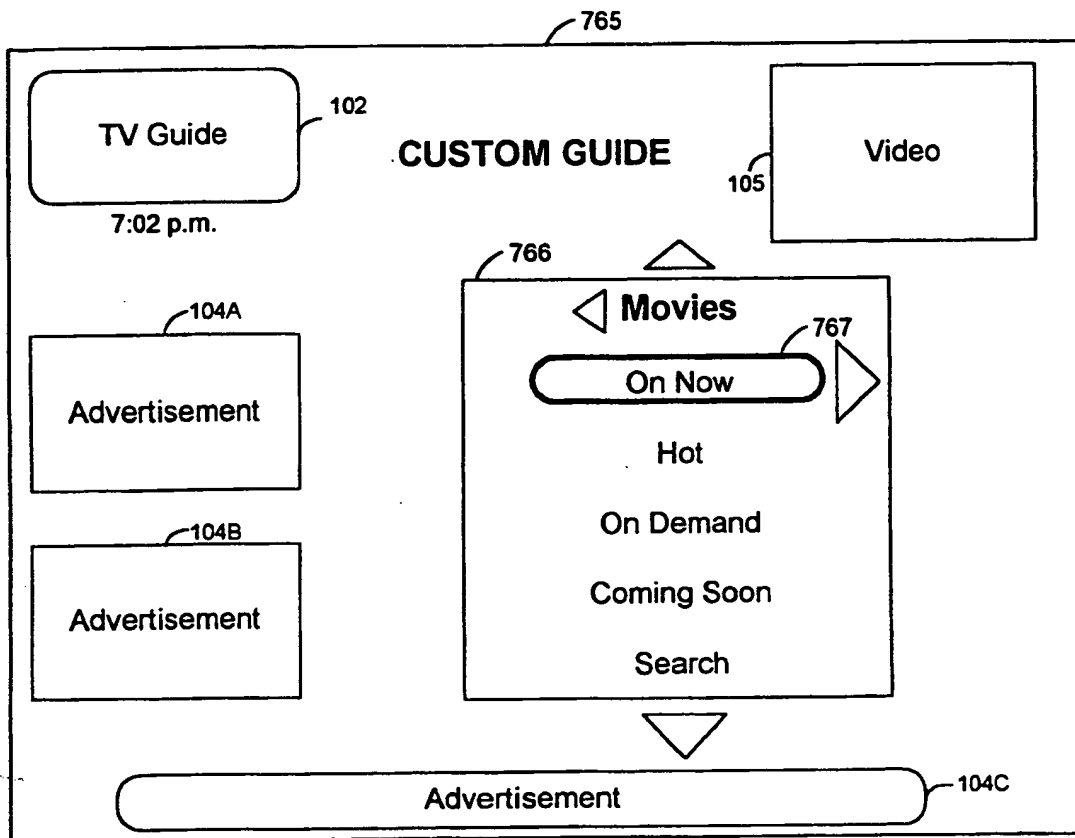 765
TV Guide
102
CUSTOM GUIDE
Video
105
7:02 p.m.
766
Movies
767
On Now
Hot
On Demand
Coming Soon
Search
104A
Advertisement
104B
Advertisement
Advertisement
104C